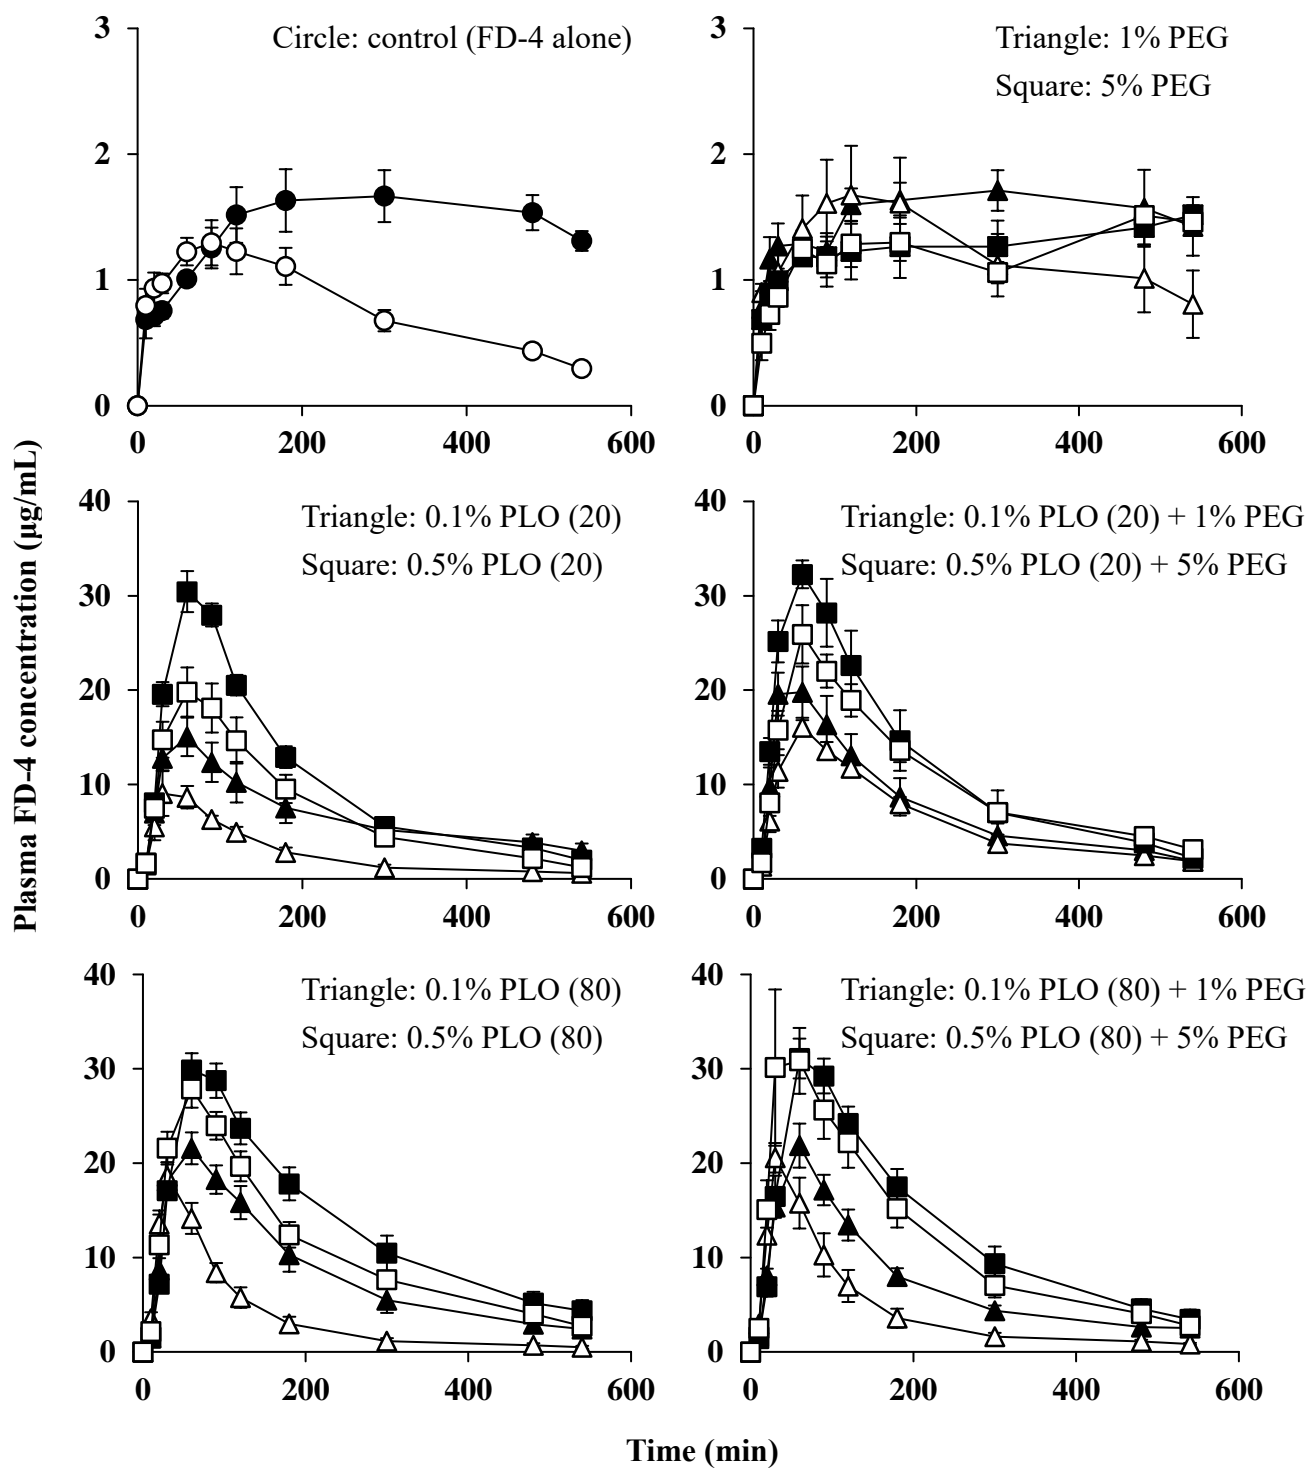 Plasma FD-4 concentration (µg/mL)
3
2
1
0
0 200 400 600
Circle: control (FD-4 alone)
3
2
1
0
0 200 400 600
Triangle: 1% PEG
Square: 5% PEG
40
30
20
10
0
0 200 400 600
Triangle: 0.1% PLO (20)
Square: 0.5% PLO (20)
40
30
20
10
0
0 200 400 600
Triangle: 0.1% PLO (20) + 1% PEG
Square: 0.5% PLO (20) + 5% PEG
40
30
20
10
0
0 200 400 600
Triangle: 0.1% PLO (80)
Square: 0.5% PLO (80)
40
30
20
10
0
0 200 400 600
Triangle: 0.1% PLO (80) + 1% PEG
Square: 0.5% PLO (80) + 5% PEG
Time (min)